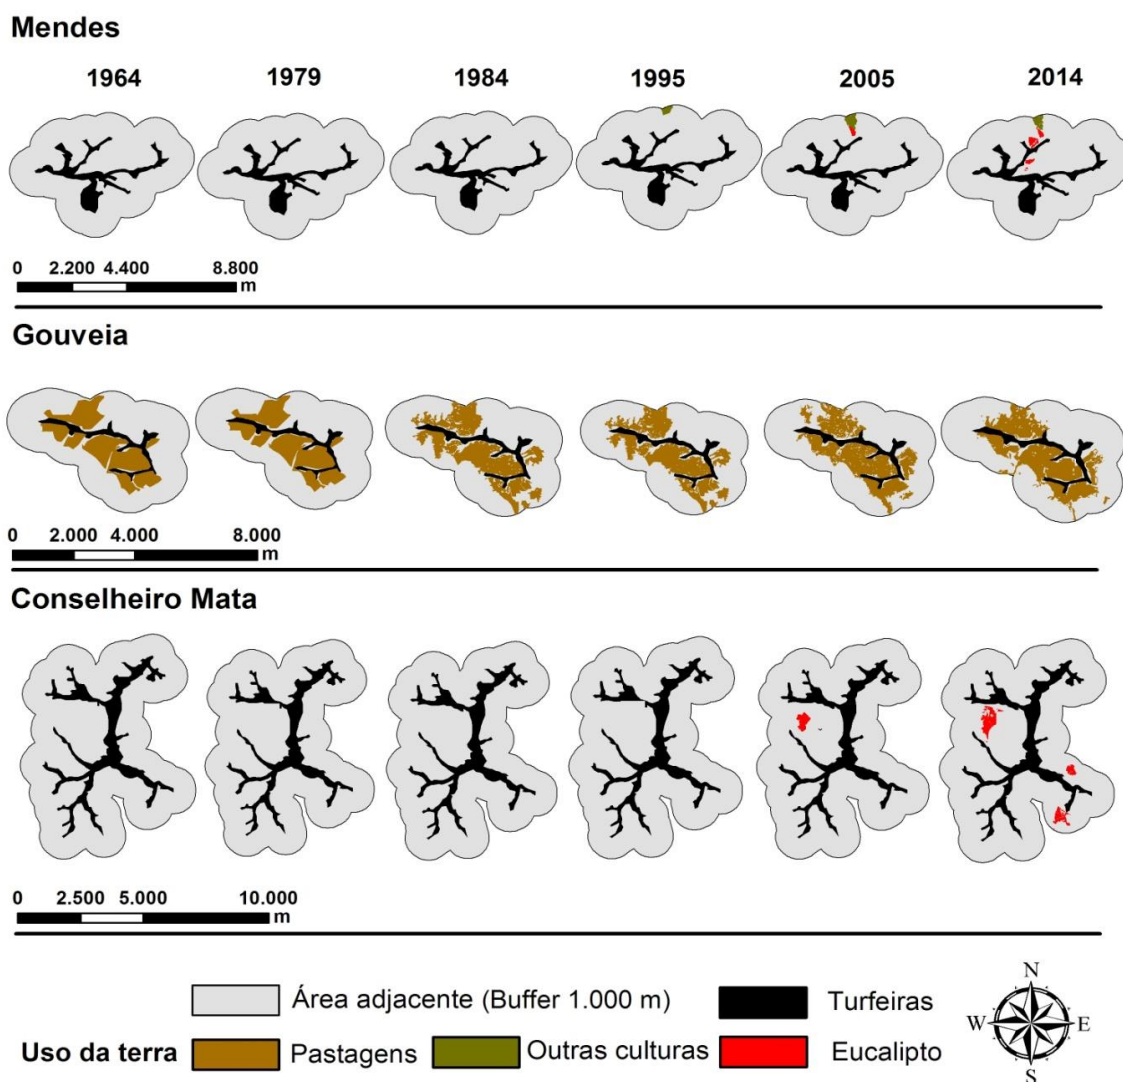 Mendes
1964 1979 1984 1995 2005 2014
0 2.200 4.400 8.800
m
Gouveia
0 2.000 4.000 8.000
m
Conselheiro Mata
0 2.500 5.000 10.000
m
Área adjacente (Buffer 1.000 m) Turfeiras
Uso da terra Pastagens Outras culturas Eucalipto
N
W E
S